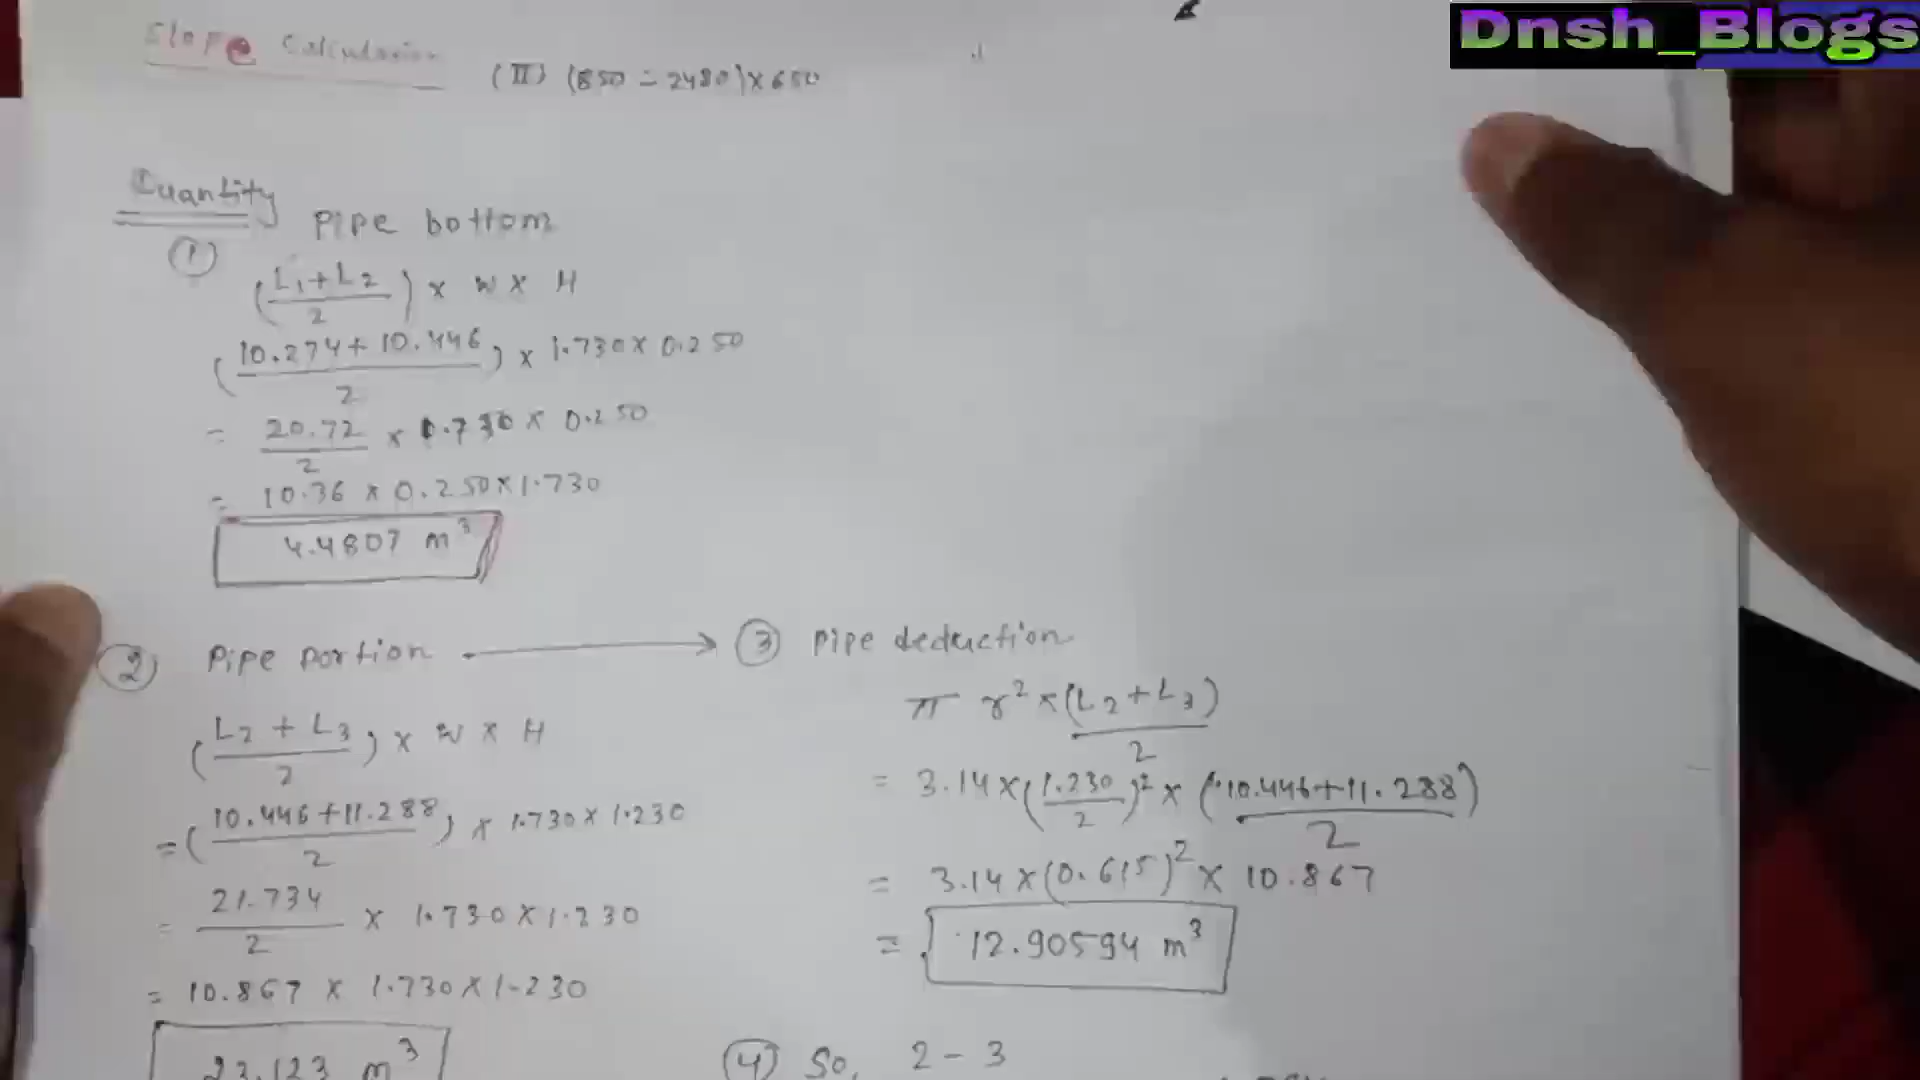 Dnsh_Blogs
Slope Calculation
(II) (850 = 2480) x 650
Quantity
① Pipe bottom
(L₁+L₂/2) x w x H
(10.274+10.446/2) x 1.730 x 0.250
= 20.72/2 x 1.730 x 0.250
= 10.36 x 0.250 x 1.730
4.4807 m³
② Pipe portion → ③ Pipe deduction
(L₂ + L₃/2) x w x H
= (10.446+11.288/2) x 1.730 x 1.230
= 21.734/2 x 1.730 x 1.230
= 10.867 x 1.730 x 1.230
23.123 m³
π r² x (L₂+L₃)/2
= 3.14 x (1.230/2)² x (10.446+11.288)/2
= 3.14 x (0.615)² x 10.867
= 12.90594 m³
④ So, 2 - 3